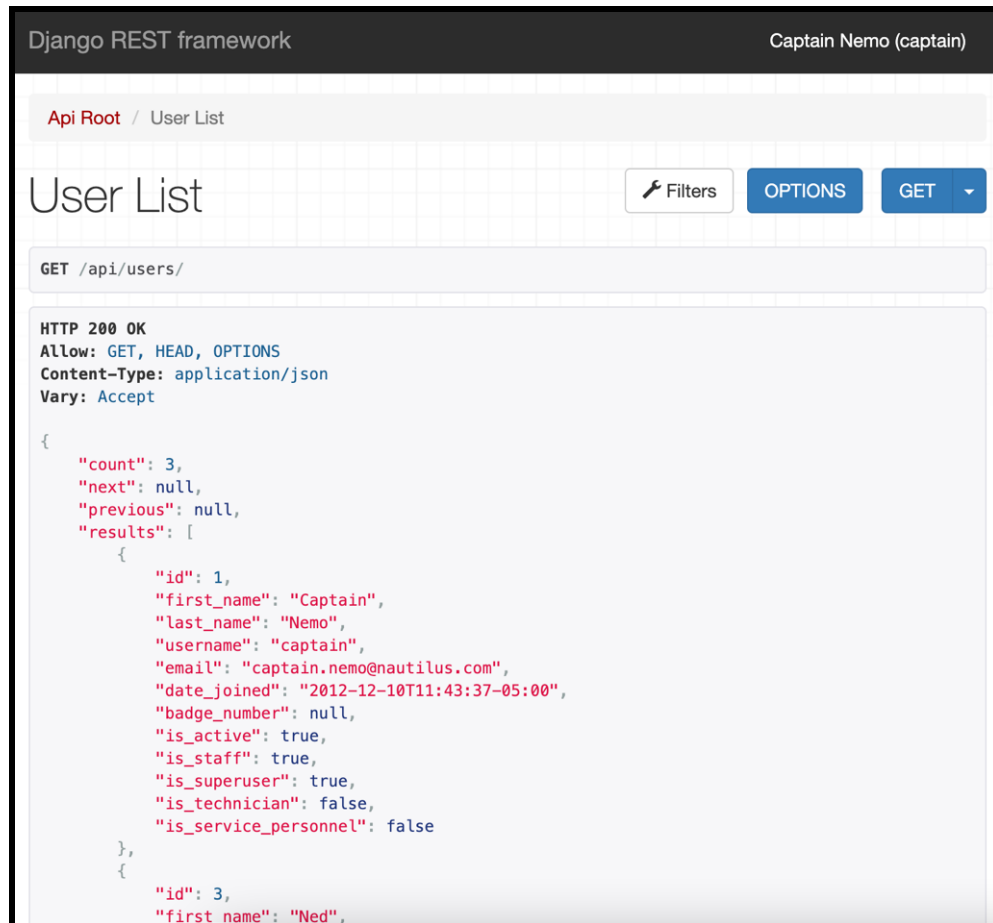 Django REST framework
Captain Nemo (captain)
Api Root / User List
User List
Filters
OPTIONS
GET
GET /api/users/
HTTP 200 OK
Allow: GET, HEAD, OPTIONS
Content-Type: application/json
Vary: Accept
{
"count": 3,
"next": null,
"previous": null,
"results": [
{
"id": 1,
"first_name": "Captain",
"last_name": "Nemo",
"username": "captain",
"email": "captain.nemo@nautilus.com",
"date_joined": "2012-12-10T11:43:37-05:00",
"badge_number": null,
"is_active": true,
"is_staff": true,
"is_superuser": true,
"is_technician": false,
"is_service_personnel": false
},
{
"id": 3,
"first_name": "Ned",